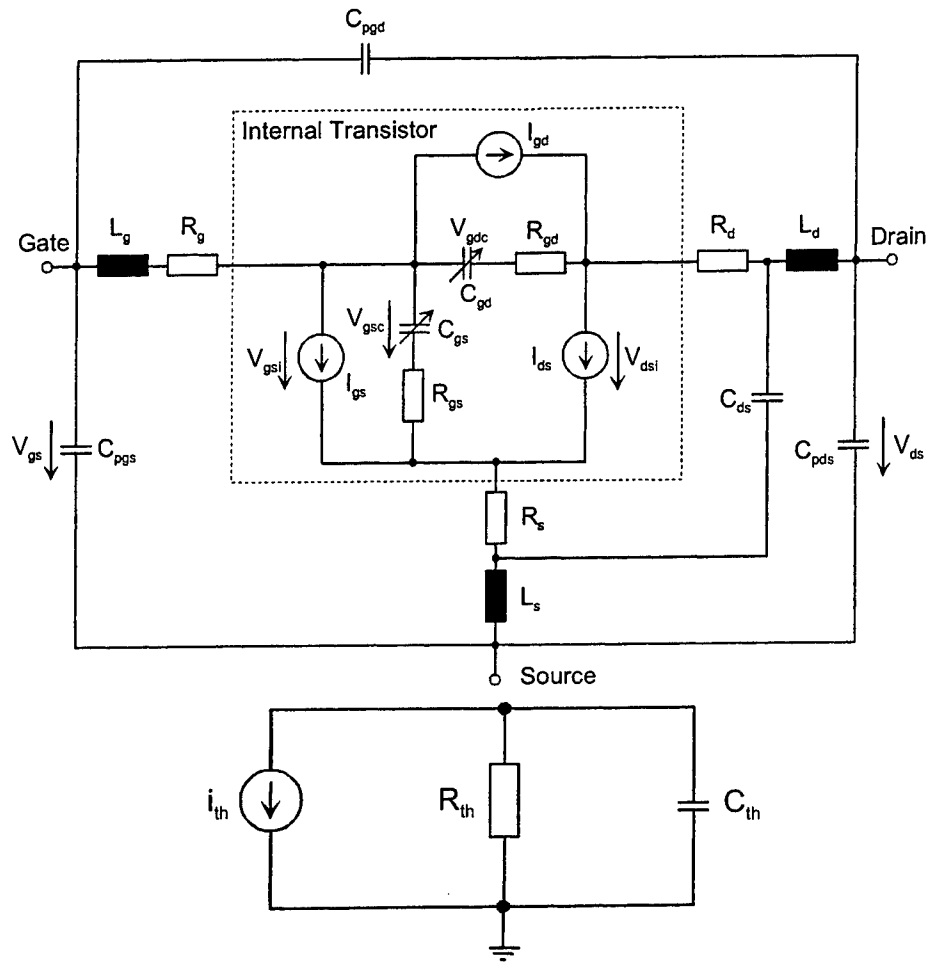 C_pgd
Internal Transistor
I_gd
Gate
L_g
R_g
V_gdc
R_gd
R_d
L_d
Drain
C_gd
V_gsc
C_gs
V_gsi
I_gs
R_gs
I_ds
V_dsi
C_ds
V_gs
C_pgs
C_pds
V_ds
R_s
L_s
Source
i_th
R_th
C_th